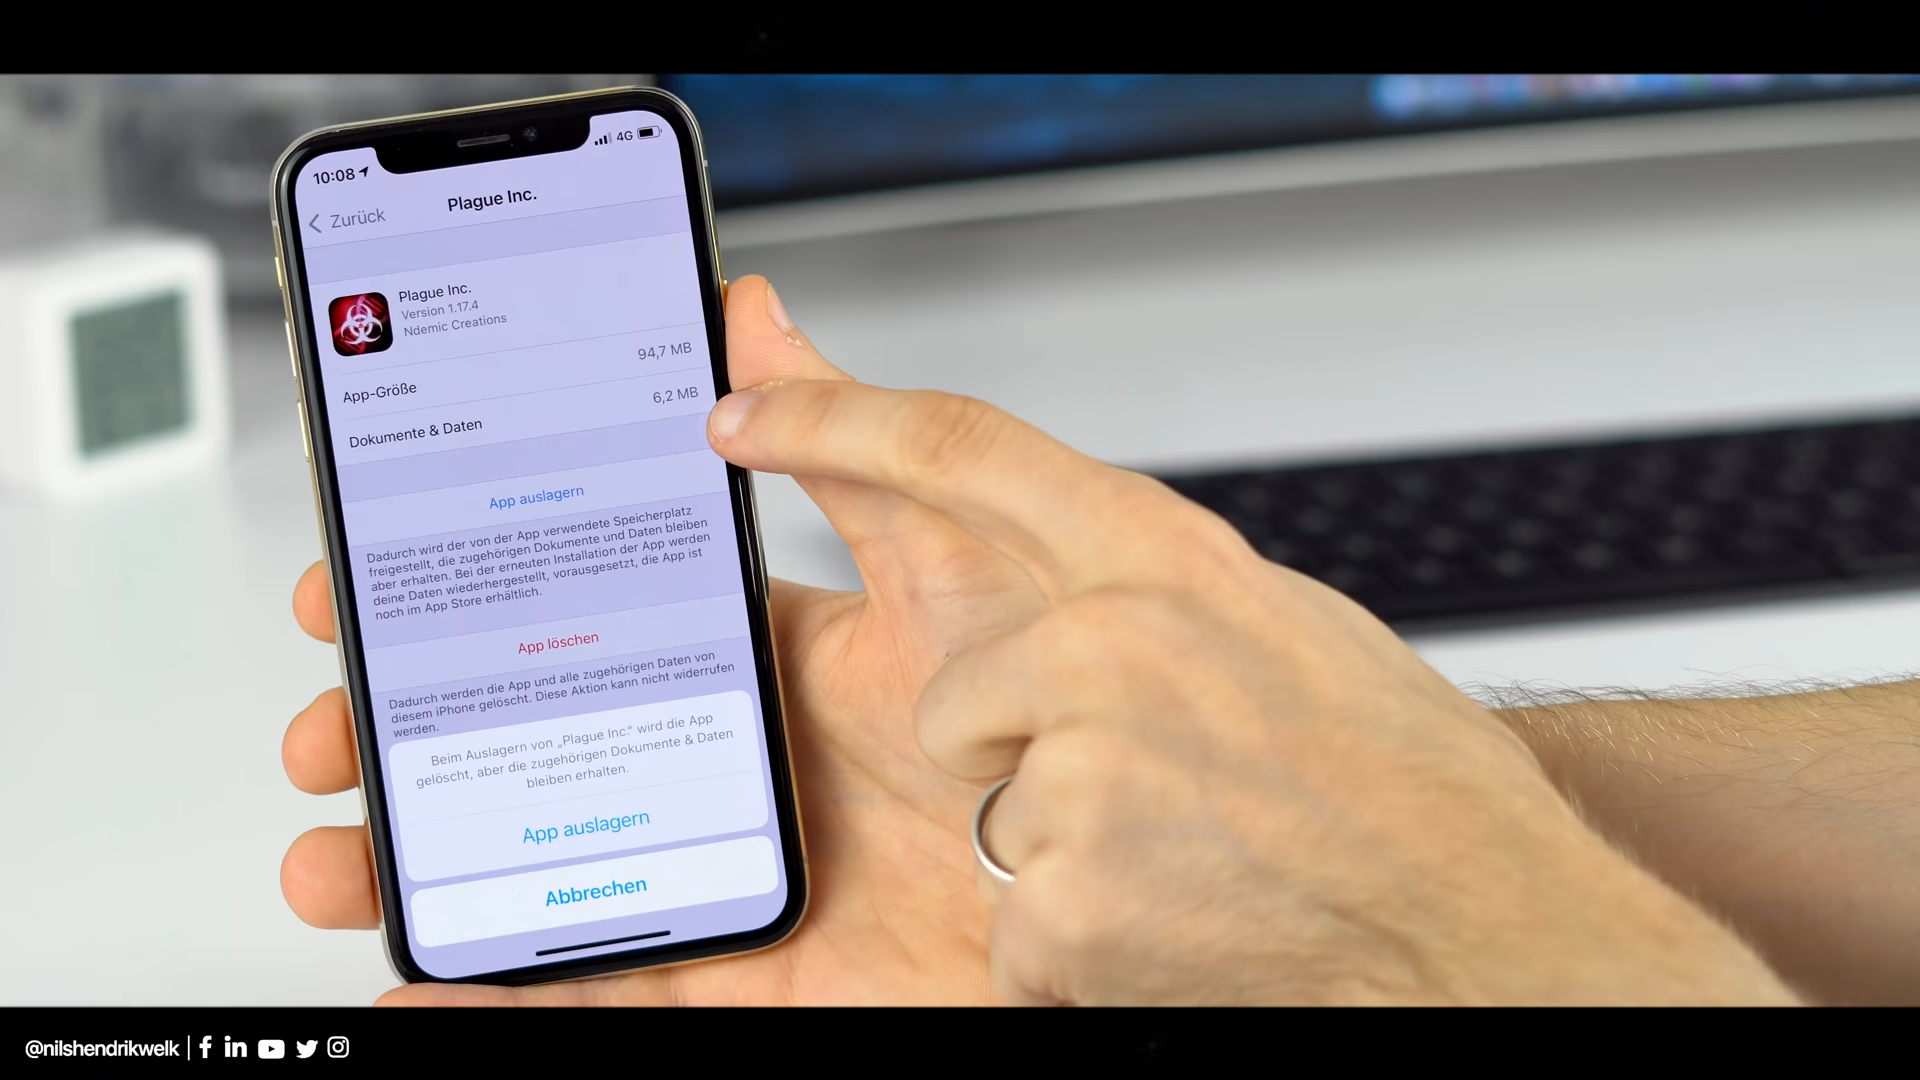 10:08
4G
Zurück
Plague Inc.
Plague Inc.
Version 1.17.4
Ndemic Creations
App-Größe
94,7 MB
Dokumente & Daten
6,2 MB
App auslagern
Dadurch wird der von der App verwendete Speicherplatz
freigestellt, die zugehörigen Dokumente und Daten bleiben
aber erhalten. Bei der erneuten Installation der App werden
deine Daten wiederhergestellt, vorausgesetzt, die App ist
noch im App Store erhältlich.
App löschen
Dadurch werden die App und alle zugehörigen Daten von
diesem iPhone gelöscht. Diese Aktion kann nicht widerrufen
werden.
Beim Auslagern von „Plague Inc.“ wird die App
gelöscht, aber die zugehörigen Dokumente & Daten
bleiben erhalten.
App auslagern
Abbrechen
@nilshendrikwelk